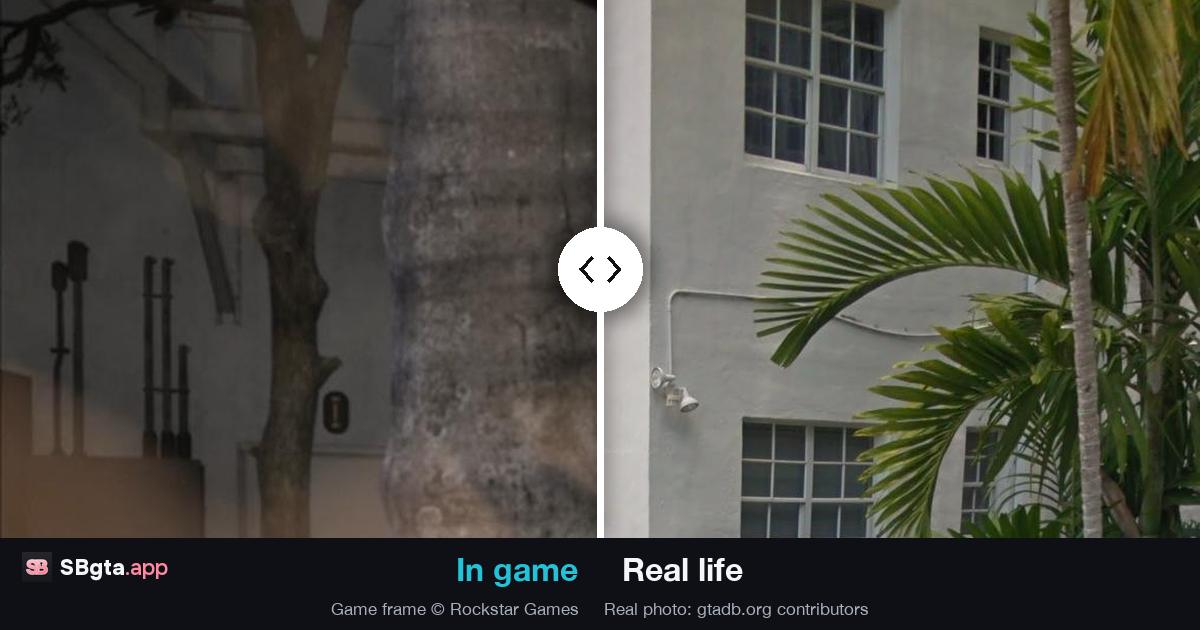 SB SBgta.app
In game
Real life
Game frame © Rockstar Games
Real photo: gtadb.org contributors